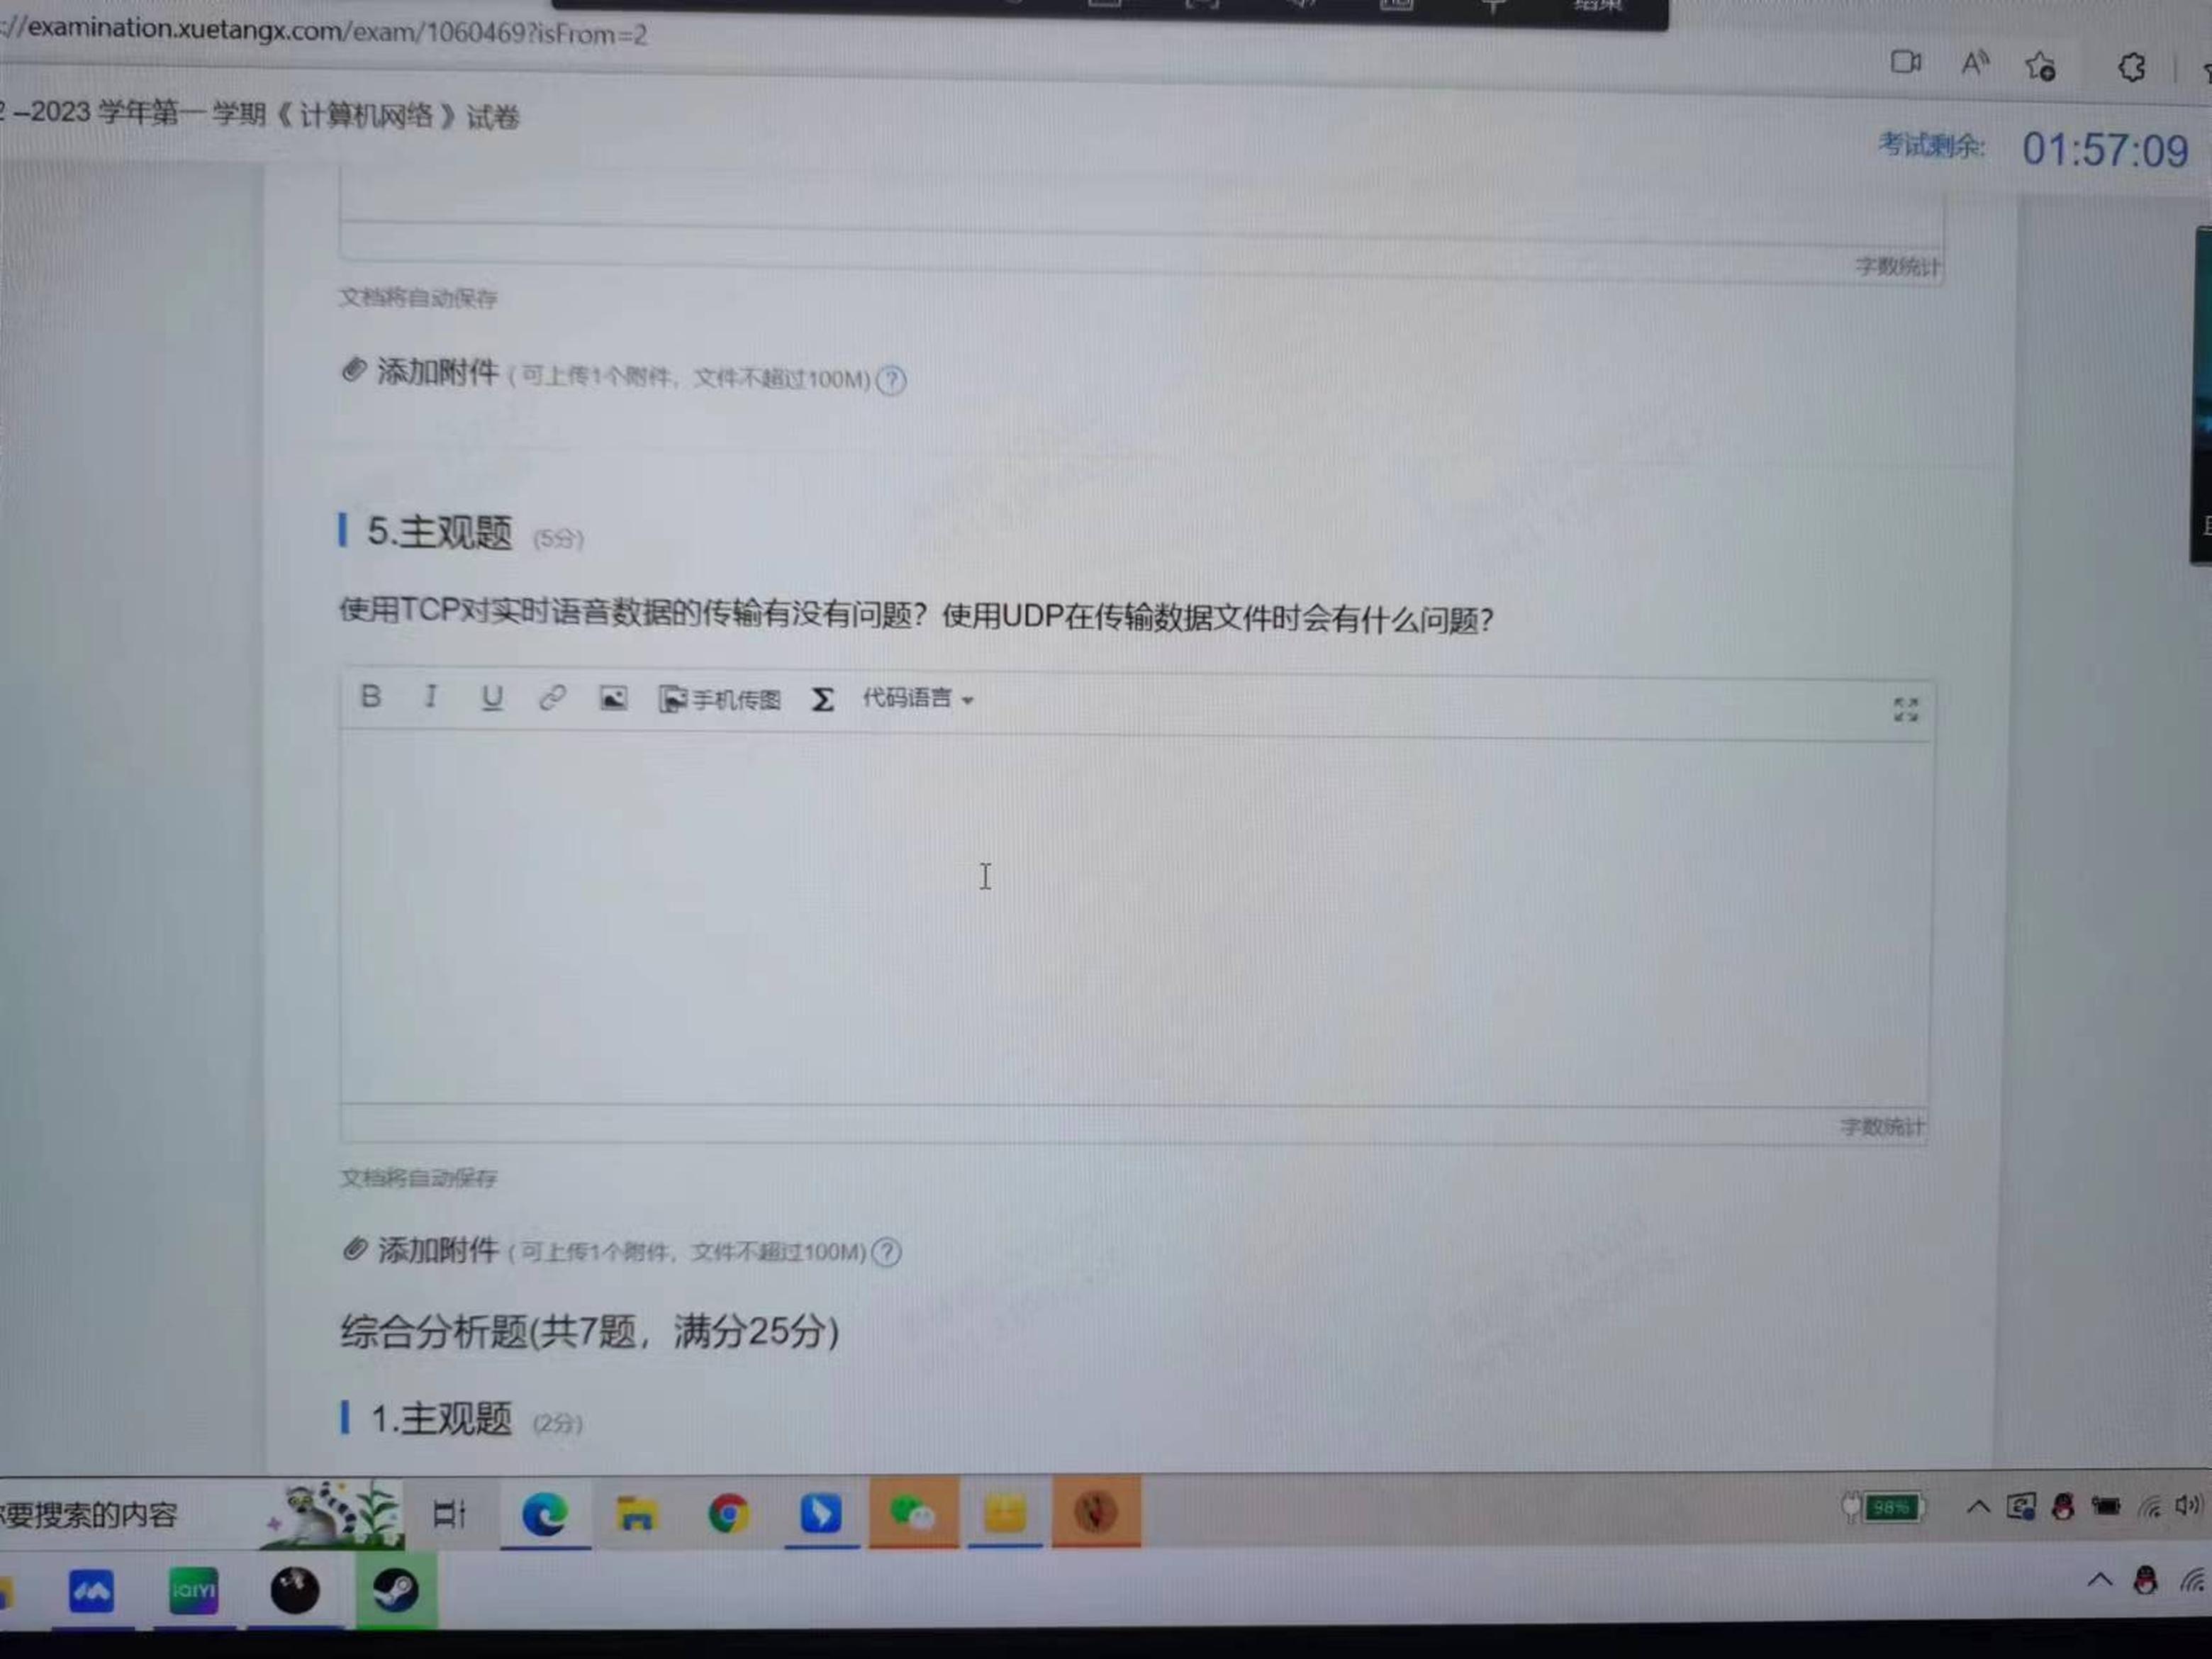 ://examination.xuetangx.com/exam/1060469?isFrom=2
结束
2 –2023 学年第一 学期《 计算机网络 》试卷
考试剩余: 01:57:09
字数统计
文档将自动保存
添加附件 ( 可上传1个附件，文件不超过100M) ?
5.主观题 (5分)
使用TCP对实时语音数据的传输有没有问题？使用UDP在传输数据文件时会有什么问题？
B I U 手机传图 Σ 代码语言
字数统计
文档将自动保存
添加附件 ( 可上传1个附件，文件不超过100M) ?
综合分析题(共7题，满分25分)
1.主观题 (2分)
要搜索的内容
98%
iQIYI